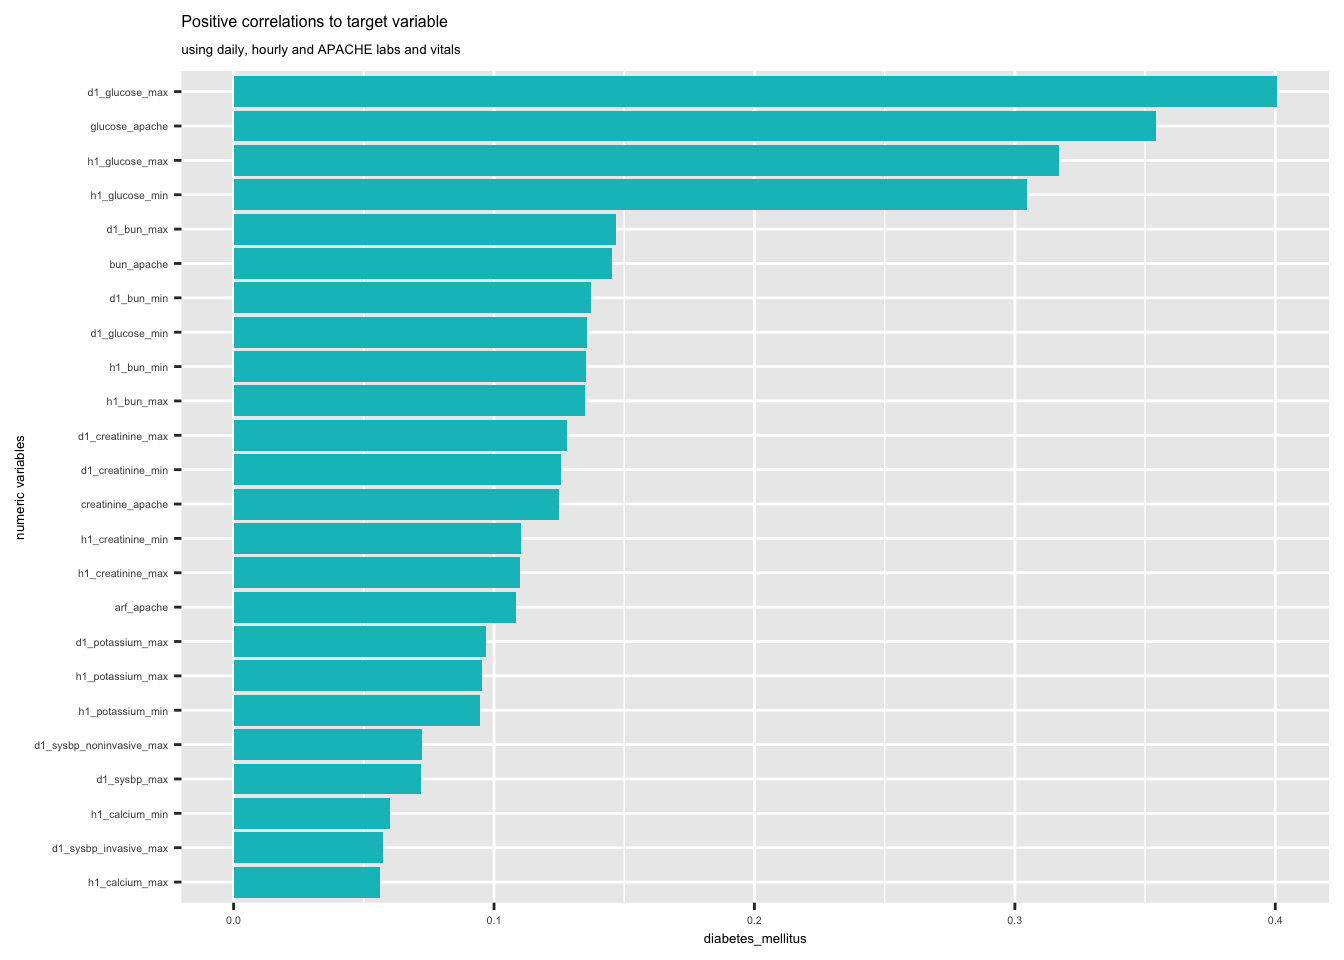 Positive correlations to target variable
using daily, hourly and APACHE labs and vitals
numeric variables
d1_glucose_max
glucose_apache
h1_glucose_max
h1_glucose_min
d1_bun_max
bun_apache
d1_bun_min
d1_glucose_min
h1_bun_min
h1_bun_max
d1_creatinine_max
d1_creatinine_min
creatinine_apache
h1_creatinine_min
h1_creatinine_max
arf_apache
d1_potassium_max
h1_potassium_max
h1_potassium_min
d1_sysbp_noninvasive_max
d1_sysbp_max
h1_calcium_min
d1_sysbp_invasive_max
h1_calcium_max
0.0 0.1 0.2 0.3 0.4
diabetes_mellitus